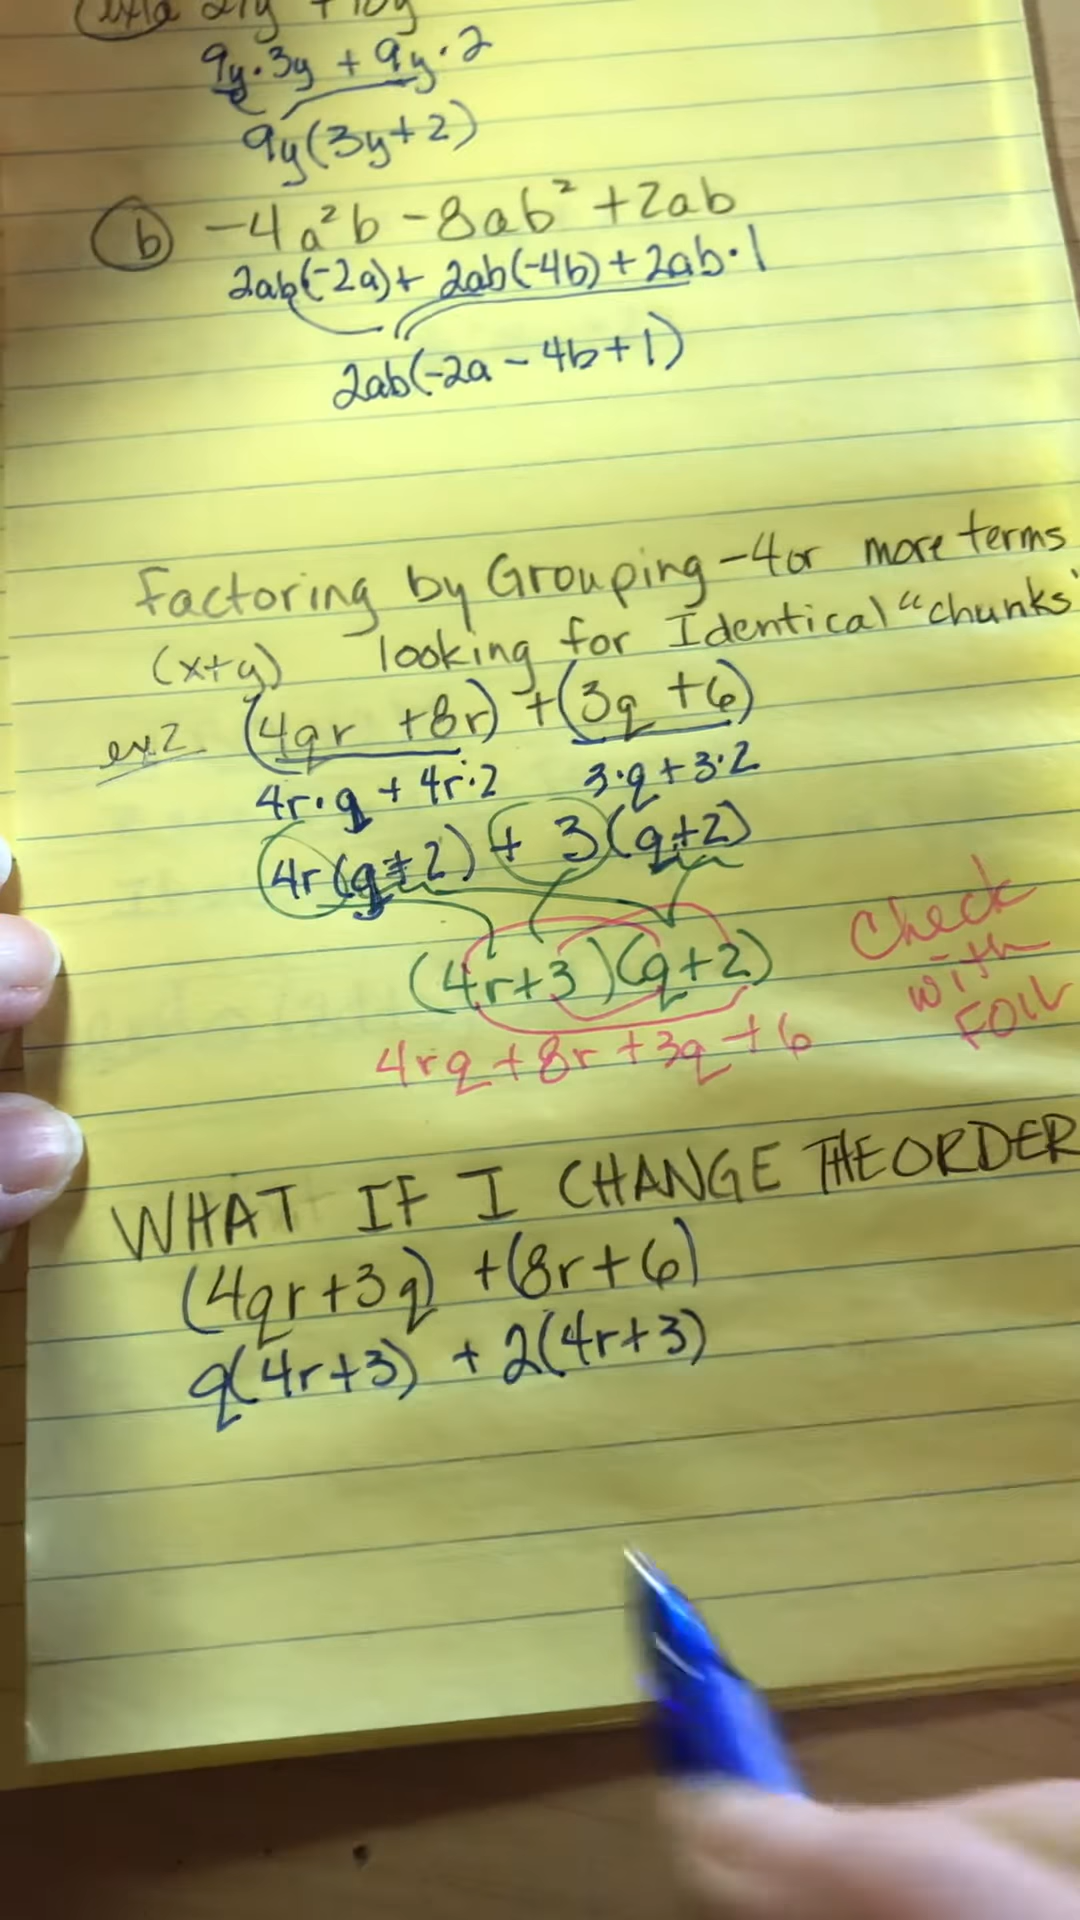 9y·3y + 9y·2
9y(3y+2)
b -4a²b - 8ab² + 2ab
2ab(-2a) + 2ab(-4b) + 2ab·1
2ab(-2a - 4b + 1)
Factoring by Grouping - 4 or more terms
(x+y) looking for Identical "chunks"
ex 2 (4qr + 8r) + (3q + 6)
4r·q + 4r·2 3·q + 3·2
4r(q+2) + 3(q+2)
(4r+3)(q+2)
Check
with
FOIL
4rq + 8r + 3q + 6
WHAT IF I CHANGE THE ORDER
(4qr + 3q) + (8r + 6)
q(4r+3) + 2(4r+3)